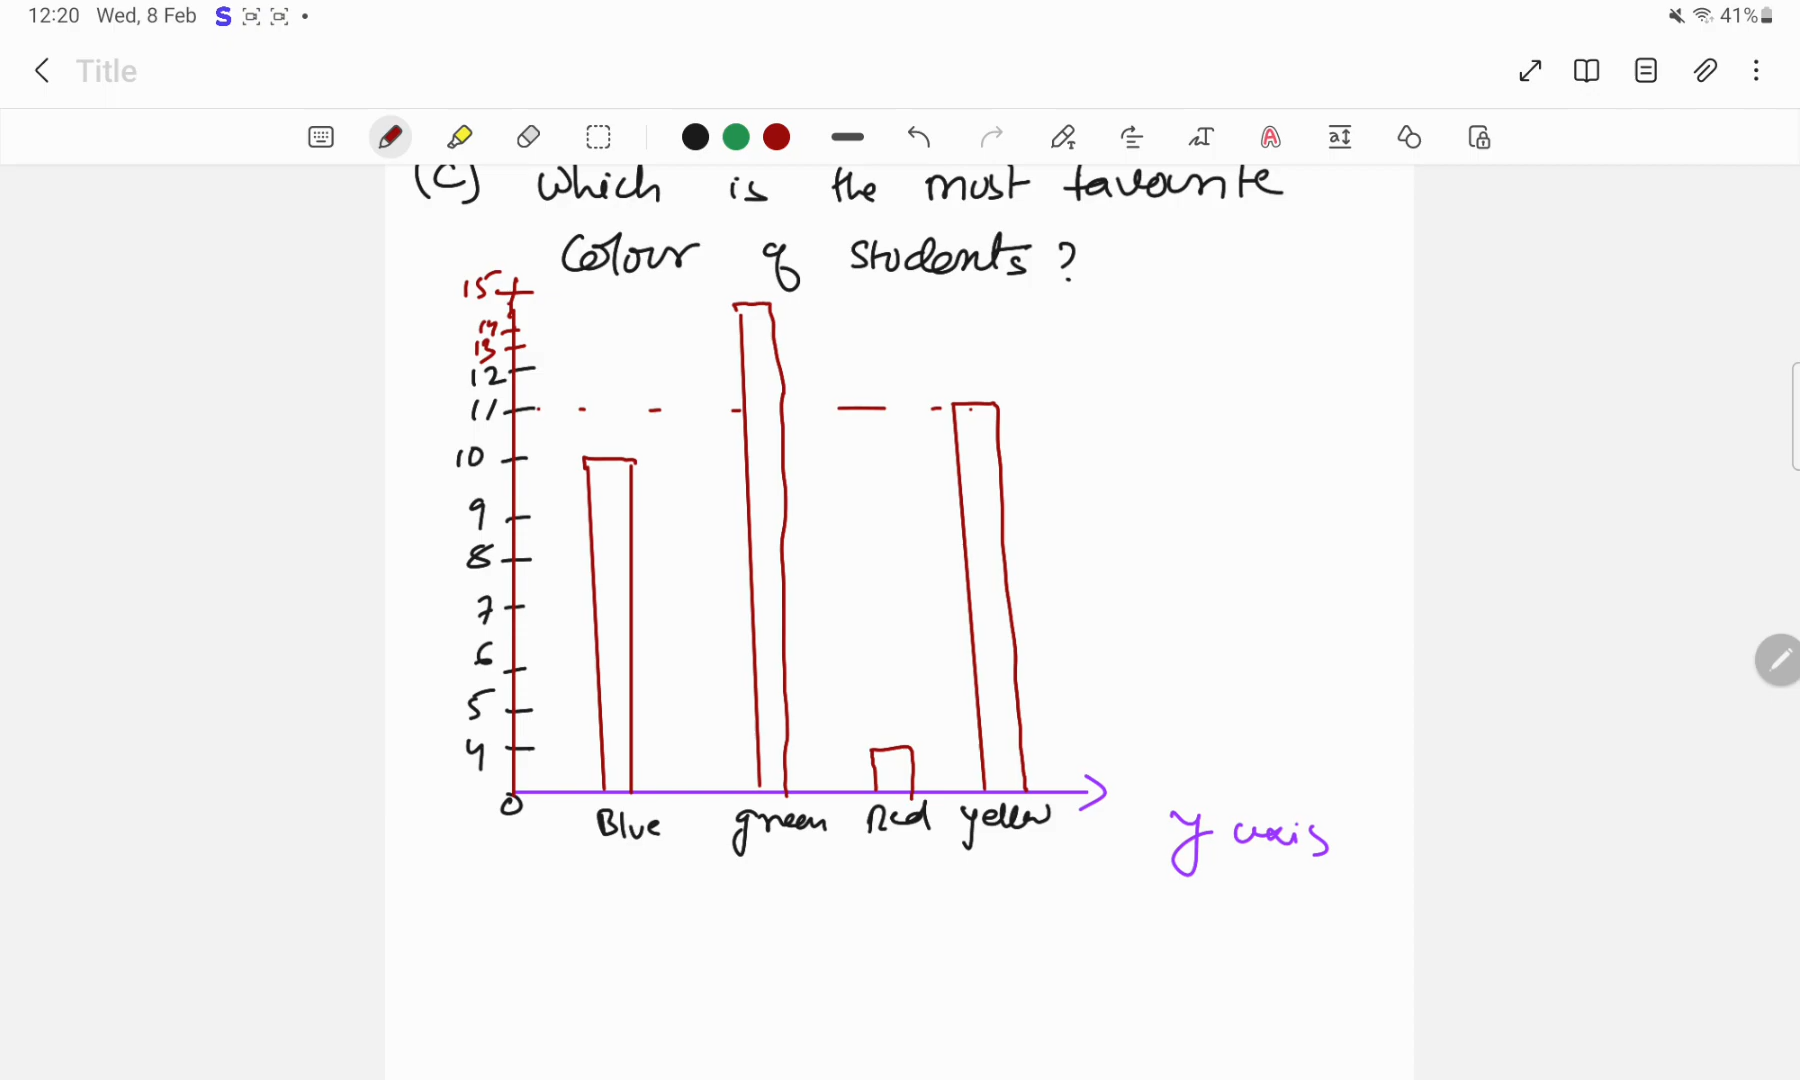 12:20 Wed, 8 Feb S 41%
Title
(C) Which is the most favourite
Colour of students ?
15
14
13
12
11
10
9
8
7
6
5
4
0
Blue green Red yellow
y axis